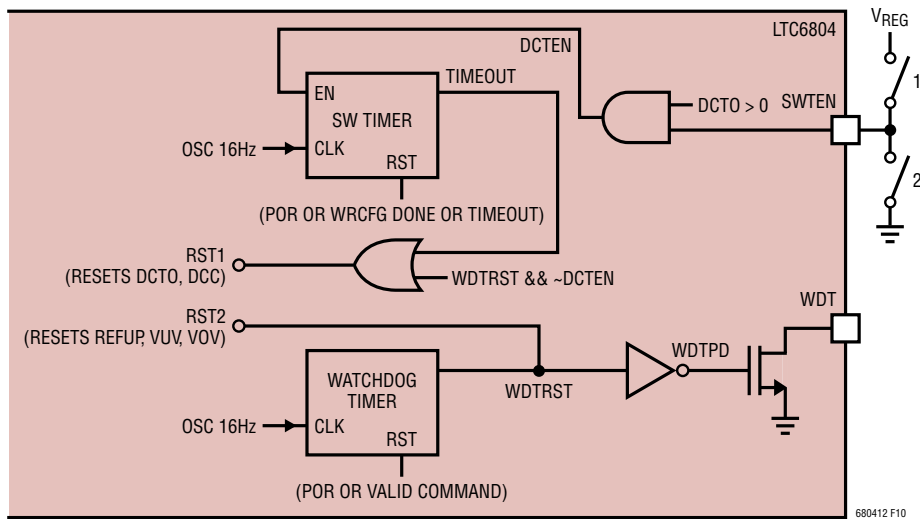 LTC6804
VREG
1
DCTEN
TIMEOUT
EN
SW TIMER
DCTO > 0
SWTEN
OSC 16Hz
CLK
RST
2
(POR OR WRCFG DONE OR TIMEOUT)
RST1
(RESETS DCTO, DCC)
WDTRST && ~DCTEN
RST2
(RESETS REFUP, VUV, VOV)
WDT
WATCHDOG
TIMER
WDTPD
WDTRST
OSC 16Hz
CLK
RST
(POR OR VALID COMMAND)
680412 F10